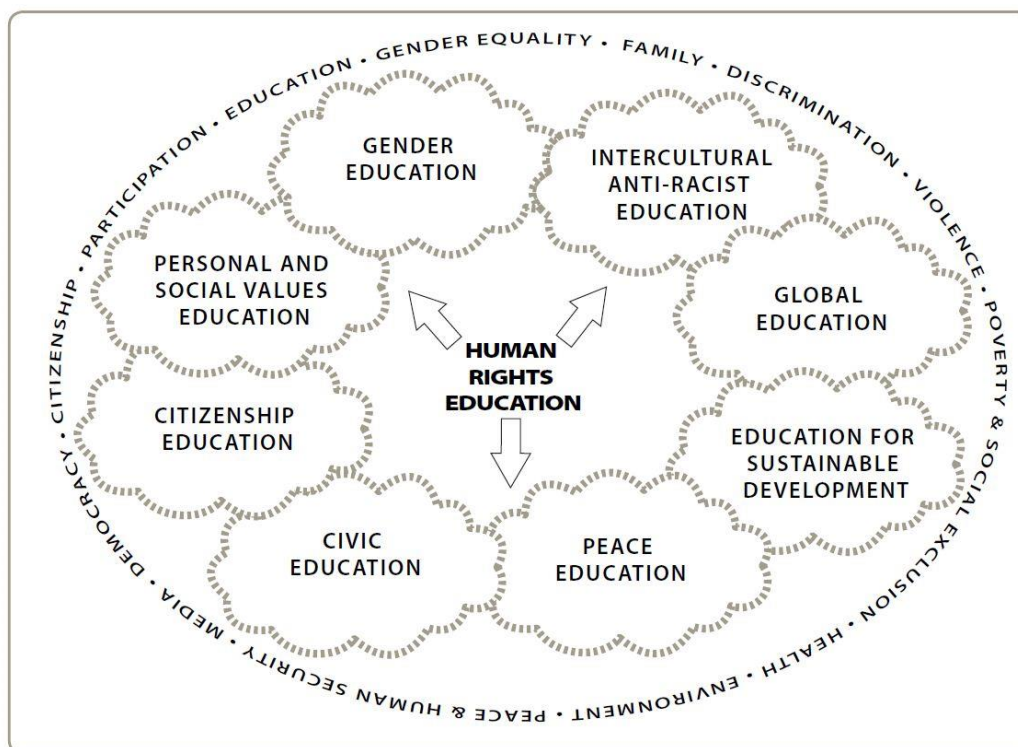 CITIZENSHIP • PARTICIPATION • EDUCATION • GENDER EQUALITY • FAMILY • DISCRIMINATION • VIOLENCE • POVERTY & SOCIAL EXCLUSION • HEALTH • ENVIRONMENT • PEACE & HUMAN SECURITY • MEDIA • DEMOCRACY •
GENDER
EDUCATION
INTERCULTURAL
ANTI-RACIST
EDUCATION
PERSONAL AND
SOCIAL VALUES
EDUCATION
GLOBAL
EDUCATION
HUMAN
RIGHTS
EDUCATION
CITIZENSHIP
EDUCATION
EDUCATION FOR
SUSTAINABLE
DEVELOPMENT
CIVIC
EDUCATION
PEACE
EDUCATION